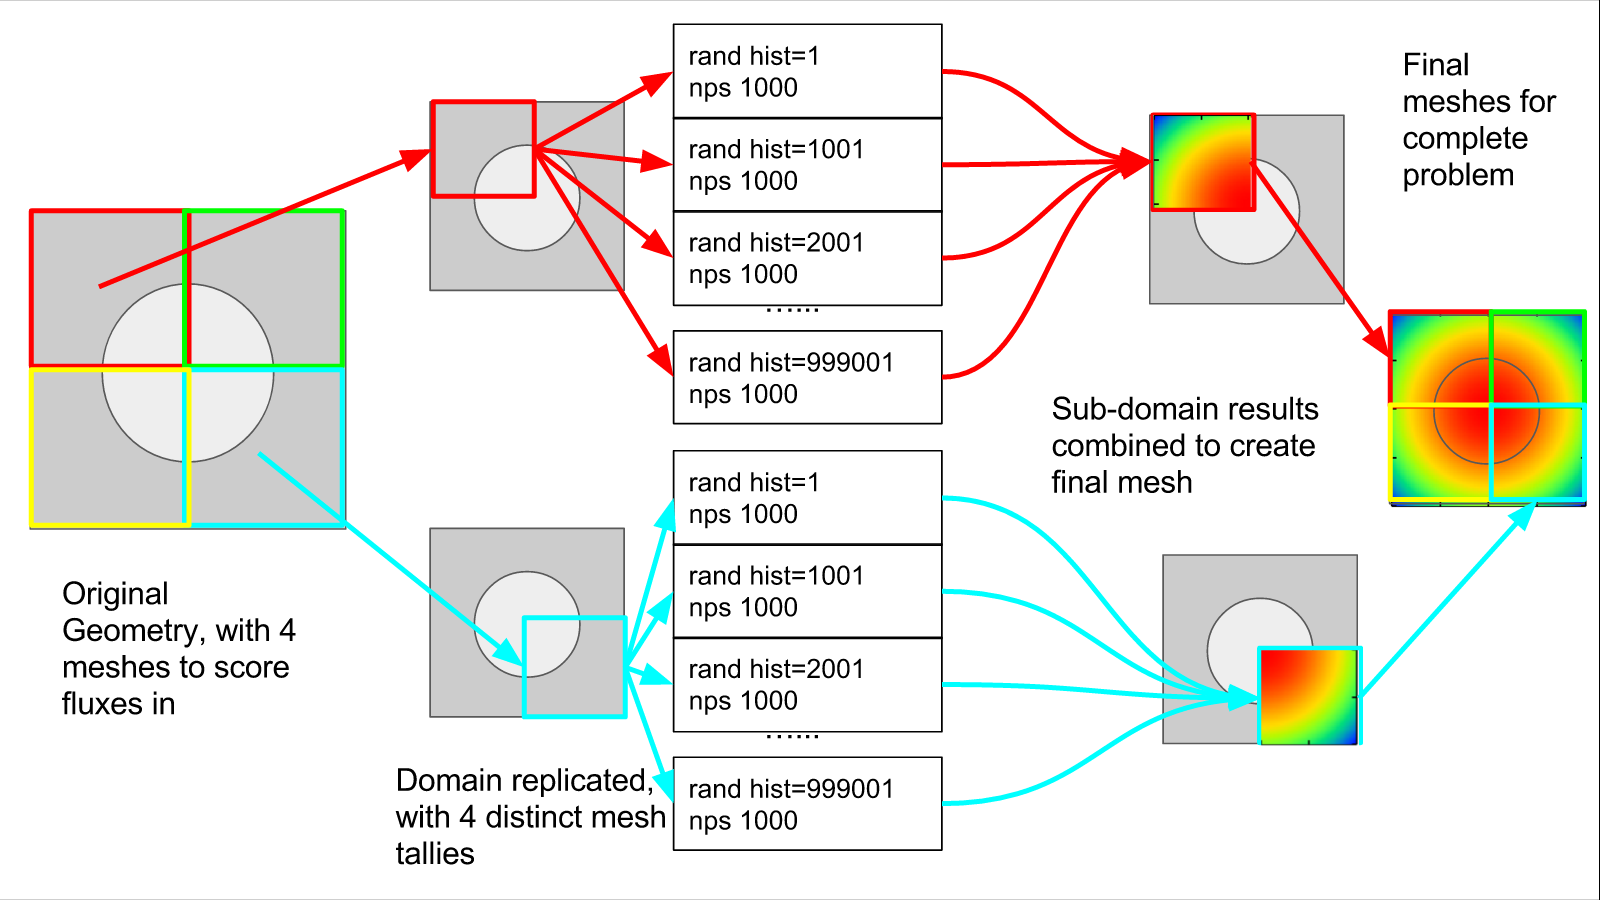 rand hist=1
nps 1000
rand hist=1001
nps 1000
rand hist=2001
nps 1000
......
rand hist=999001
nps 1000
Final
meshes for
complete
problem
Sub-domain results
combined to create
final mesh
Original
Geometry, with 4
meshes to score
fluxes in
rand hist=1
nps 1000
rand hist=1001
nps 1000
rand hist=2001
nps 1000
......
rand hist=999001
nps 1000
Domain replicated,
with 4 distinct mesh
tallies